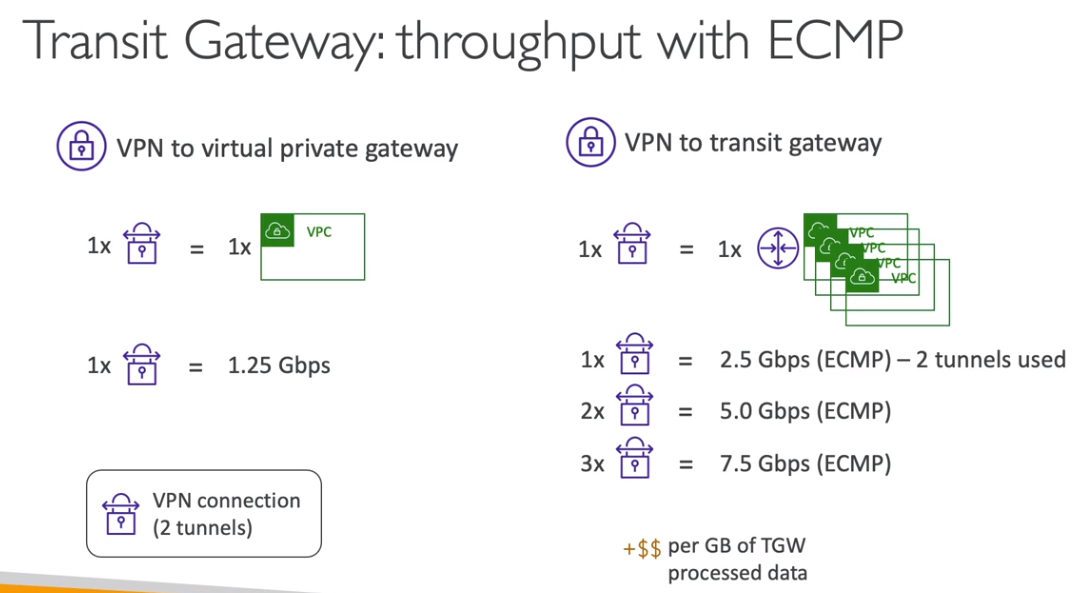 Transit Gateway: throughput with ECMP
VPN to virtual private gateway
1x = 1x VPC
1x = 1.25 Gbps
VPN connection
(2 tunnels)
VPN to transit gateway
1x = 1x
VPC
VPC
VPC
VPC
1x = 2.5 Gbps (ECMP) – 2 tunnels used
2x = 5.0 Gbps (ECMP)
3x = 7.5 Gbps (ECMP)
+$$ per GB of TGW
processed data